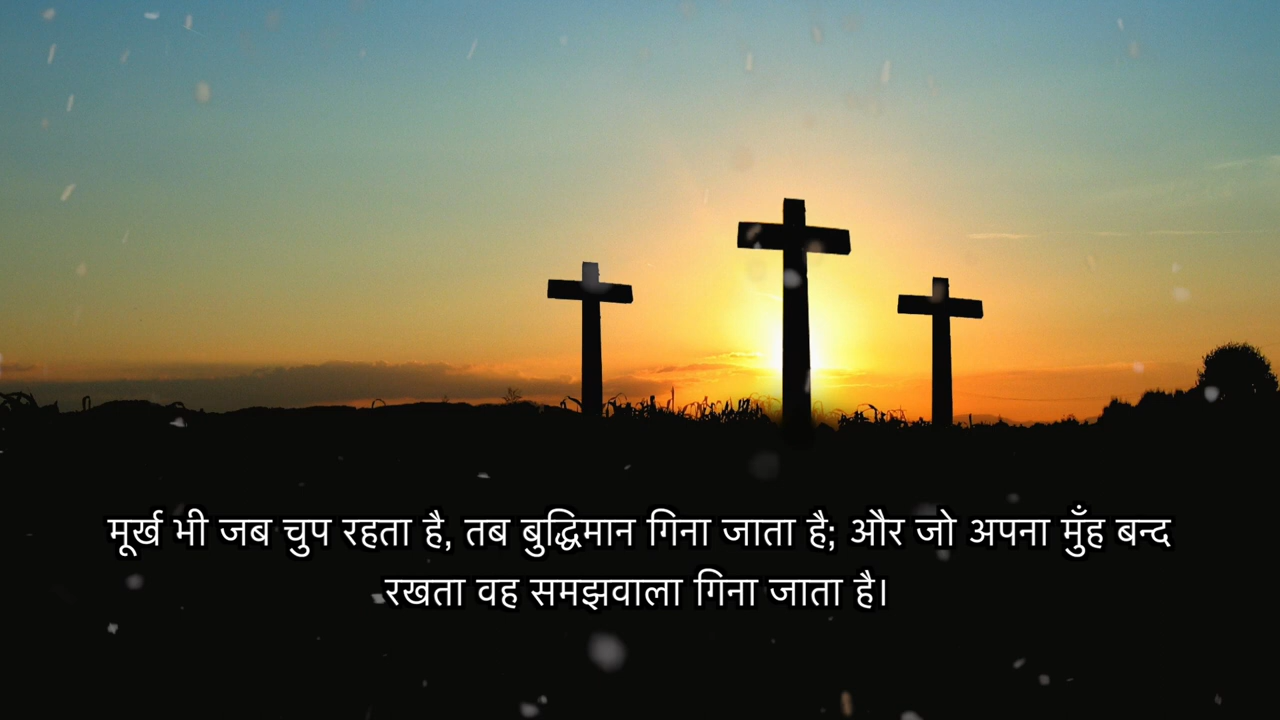 मूर्ख भी जब चुप रहता है, तब बुद्धिमान गिना जाता है; और जो अपना मुँह बन्द
रखता वह समझवाला गिना जाता है।